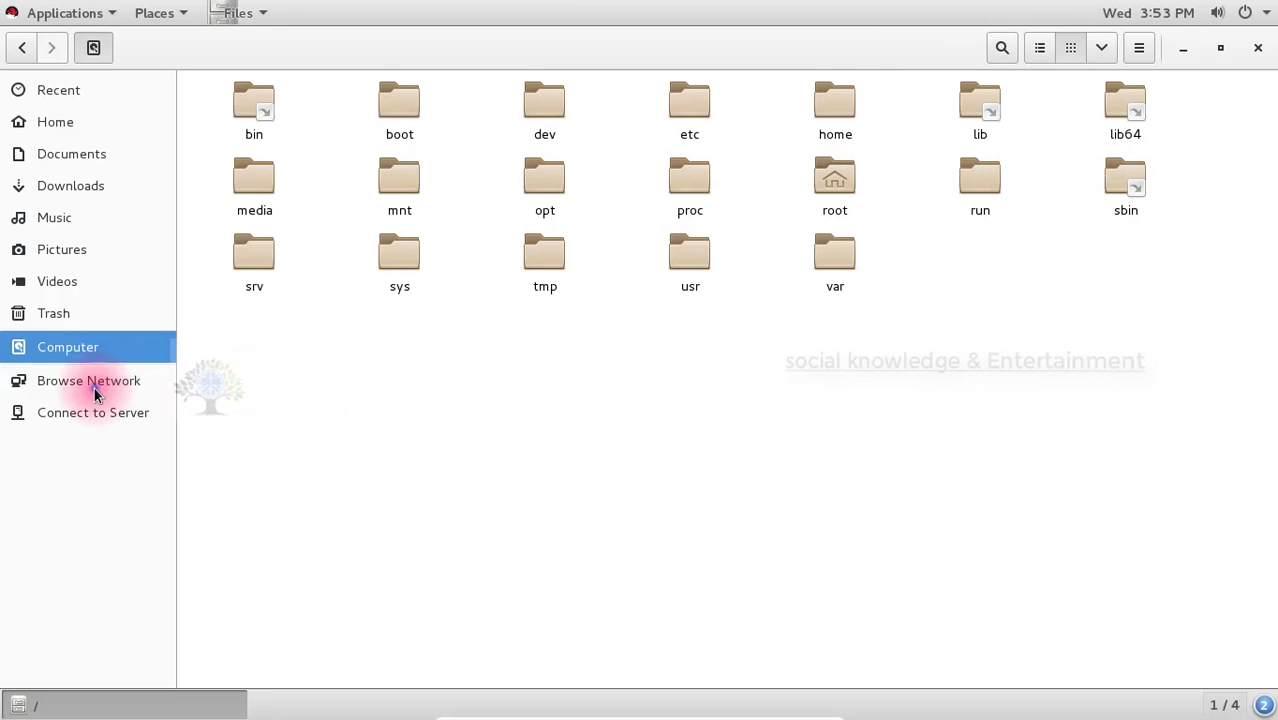 Applications Places Files Wed 3:53 PM
Recent
Home
Documents
Downloads
Music
Pictures
Videos
Trash
Computer
Browse Network
Connect to Server
bin boot dev etc home lib lib64
media mnt opt proc root run sbin
srv sys tmp usr var
social knowledge & Entertainment
/ 1 / 4 2